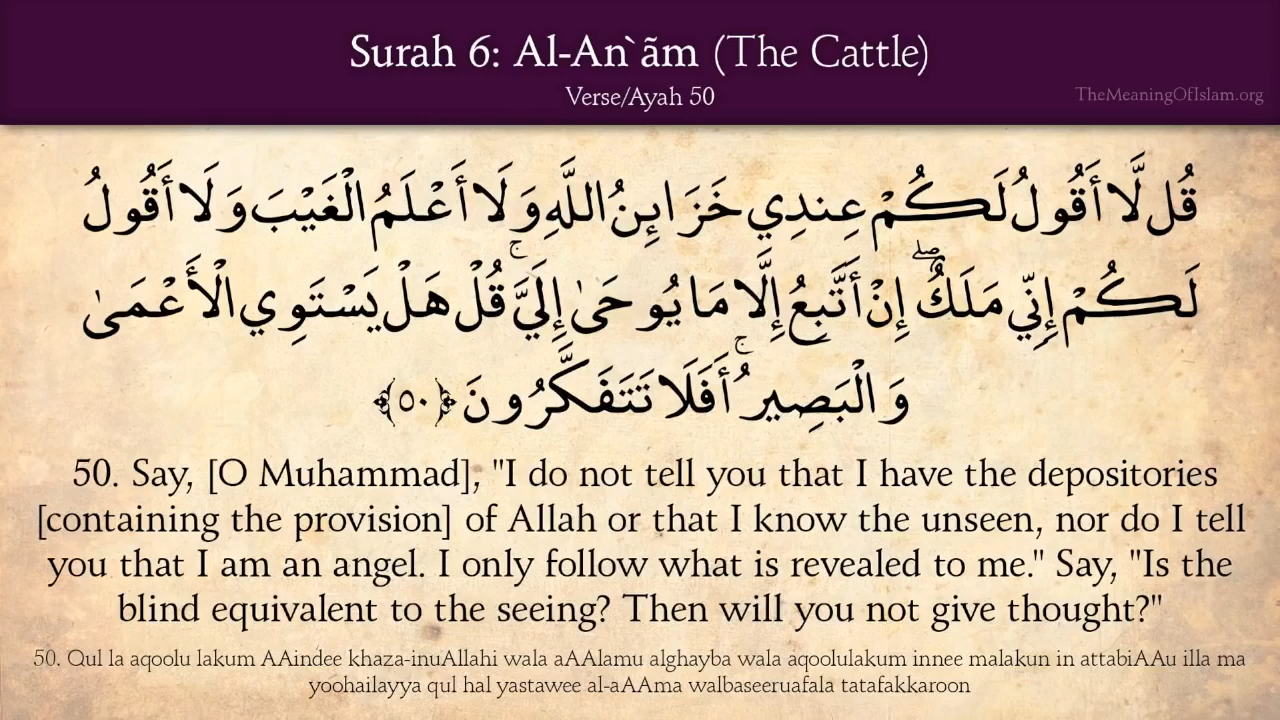 Surah 6: Al-An`ãm (The Cattle)
Verse/Ayah 50
TheMeaningOfIslam.org
قُل لَّا أَقُولُ لَكُمْ عِندِي خَزَايِنُ اللَّهِ وَلَا أَعْلَمُ الْغَيْبَ وَلَا أَقُولُ
لَكُمْ إِنِّي مَلَكٌ ۖ إِنْ أَتَّبِعُ إِلَّا مَا يُوحَىٰ إِلَيَّ ۚ قُلْ هَلْ يَسْتَوِي الْأَعْمَىٰ
وَالْبَصِيرُ ۚ أَفَلَا تَتَفَكَّرُونَ ﴿٥٠﴾
50. Say, [O Muhammad], "I do not tell you that I have the depositories
[containing the provision] of Allah or that I know the unseen, nor do I tell
you that I am an angel. I only follow what is revealed to me." Say, "Is the
blind equivalent to the seeing? Then will you not give thought?"
50. Qul la aqoolu lakum AAindee khaza-inuAllahi wala aAAlamu alghayba wala aqoolulakum innee malakun in attabiAAu illa ma
yoohailayya qul hal yastawee al-aAAma walbaseeruafala tatafakkaroon